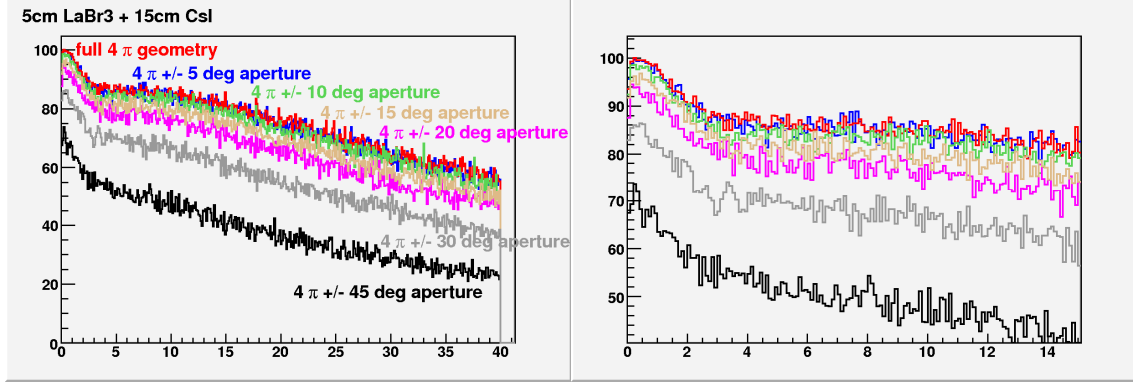 5cm LaBr3 + 15cm CsI
full 4 π geometry
4 π +/- 5 deg aperture
4 π +/- 10 deg aperture
4 π +/- 15 deg aperture
4 π +/- 20 deg aperture
4 π +/- 30 deg aperture
4 π +/- 45 deg aperture
100
80
60
40
20
0
0 5 10 15 20 25 30 35 40
100
90
80
70
60
50
0 2 4 6 8 10 12 14